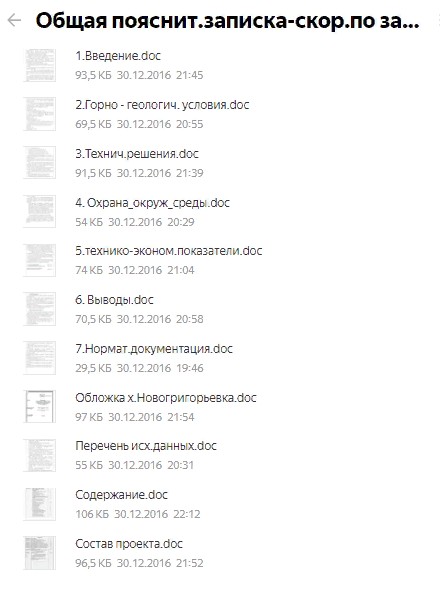 Общая пояснит.записка-скор.по за...
1.Введение.doc
93,5 КБ 30.12.2016 21:45
2.Горно - геологич. условия.doc
69,5 КБ 30.12.2016 20:55
3.Технич.решения.doc
91,5 КБ 30.12.2016 21:39
4. Охрана_окруж_среды.doc
54 КБ 30.12.2016 20:29
5.технико-эконом.показатели.doc
74 КБ 30.12.2016 21:04
6. Выводы.doc
70,5 КБ 30.12.2016 20:58
7.Нормат.документация.doc
29,5 КБ 30.12.2016 19:46
Обложка х.Новогригорьевка.doc
97 КБ 30.12.2016 21:54
Перечень исх.данных.doc
55 КБ 30.12.2016 20:31
Содержание.doc
106 КБ 30.12.2016 22:12
Состав проекта.doc
96,5 КБ 30.12.2016 21:52